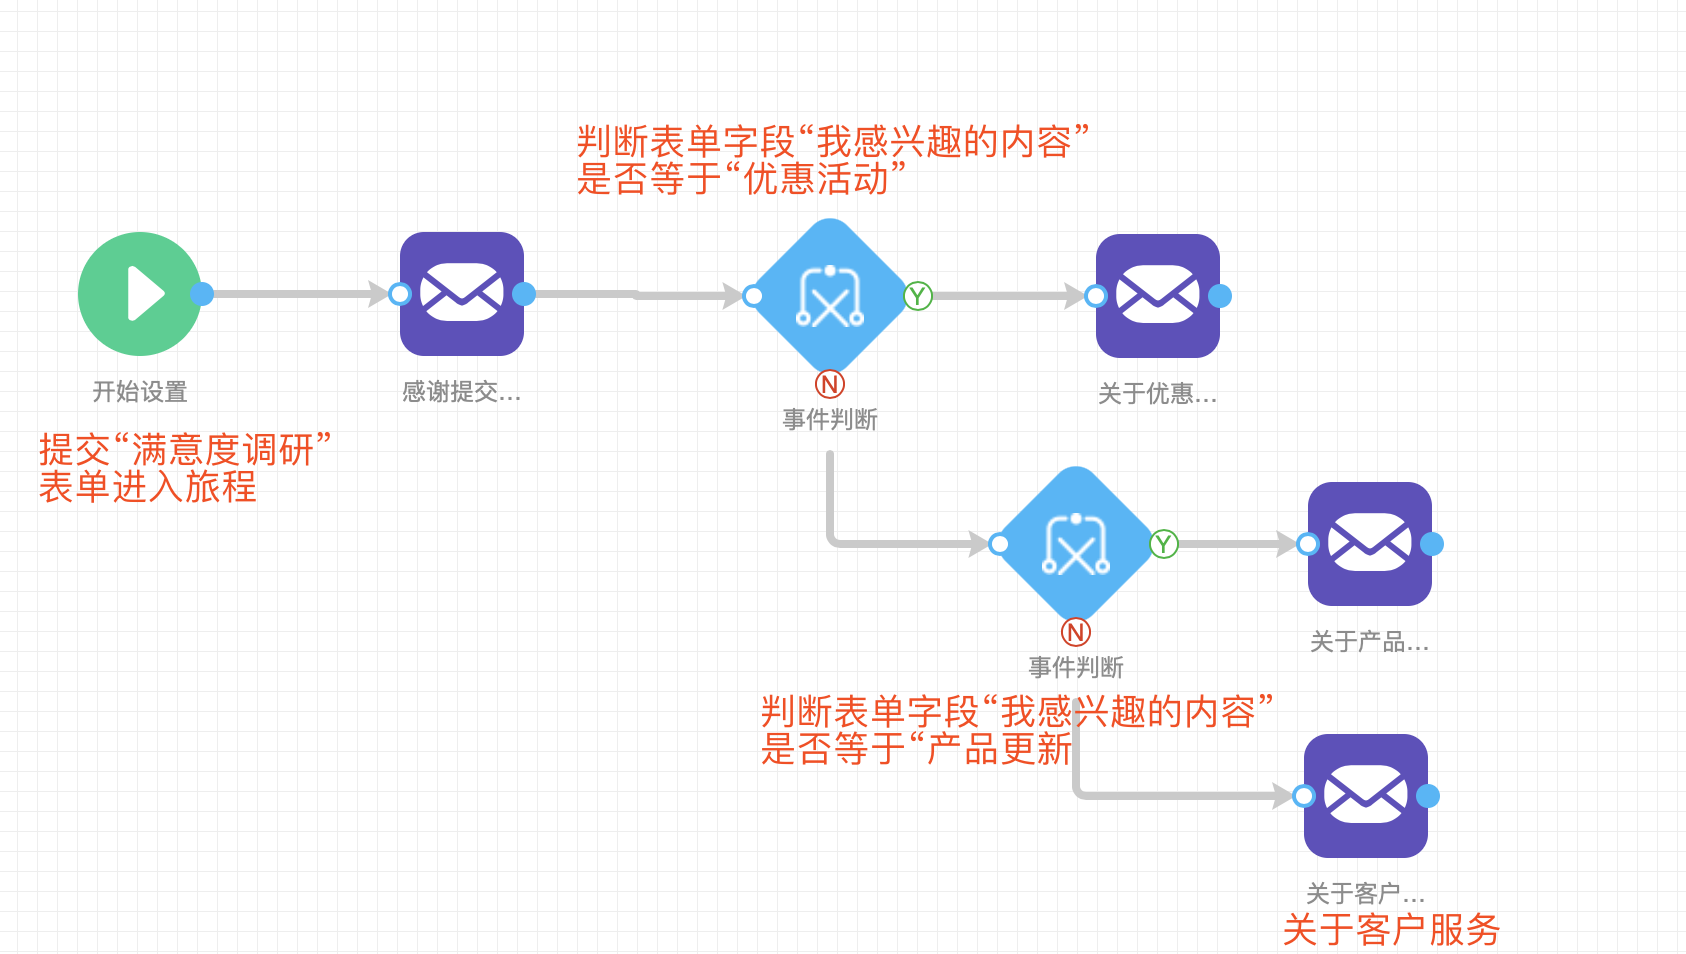 判断表单字段“我感兴趣的内容”
是否等于“优惠活动”
Y
N
开始设置
感谢提交...
事件判断
关于优惠...
提交“满意度调研”
表单进入旅程
Y
N
事件判断
关于产品...
判断表单字段“我感兴趣的内容”
是否等于“产品更新
关于客户...
关于客户服务